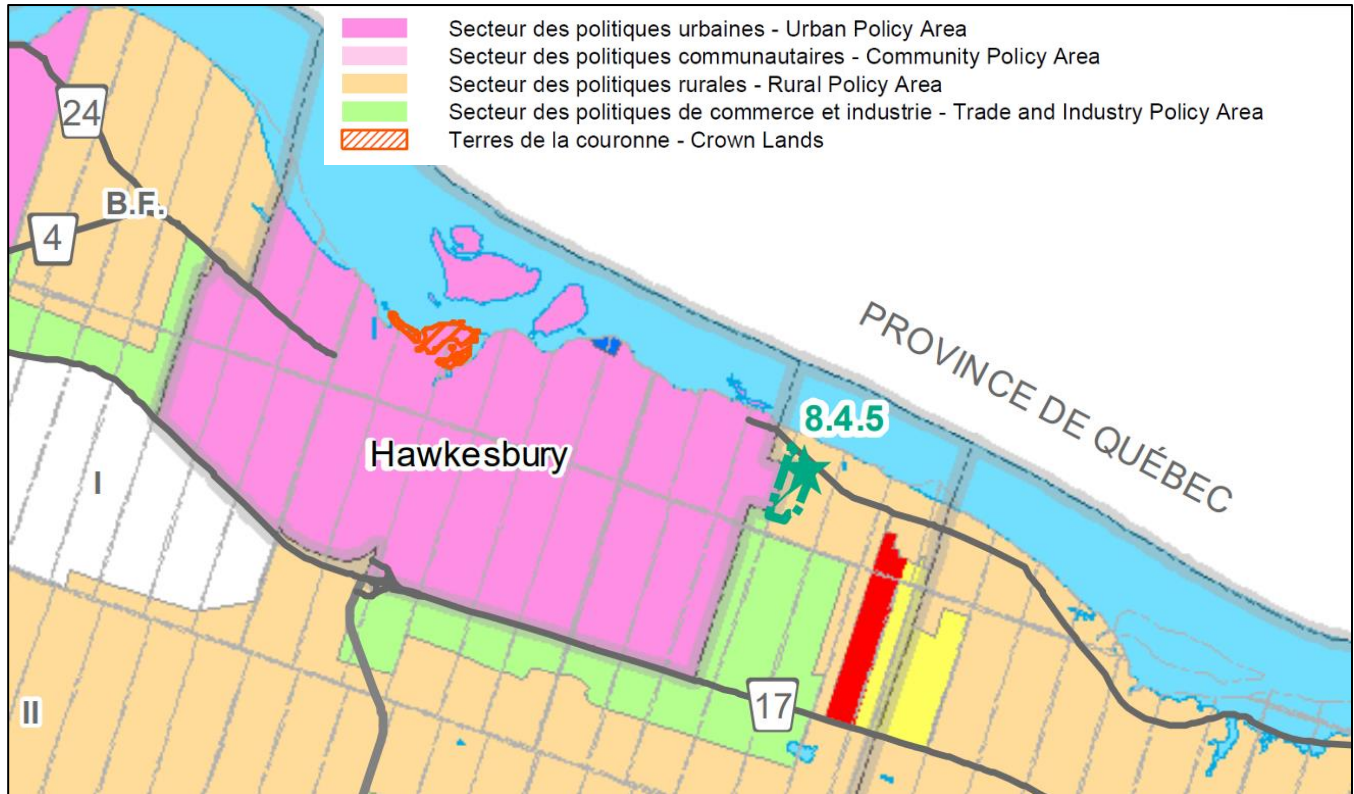 Secteur des politiques urbaines - Urban Policy Area
Secteur des politiques communautaires - Community Policy Area
Secteur des politiques rurales - Rural Policy Area
Secteur des politiques de commerce et industrie - Trade and Industry Policy Area
Terres de la couronne - Crown Lands
24
B.F.
4
I
PROVINCE DE QUÉBEC
8.4.5
I
Hawkesbury
I
17
II